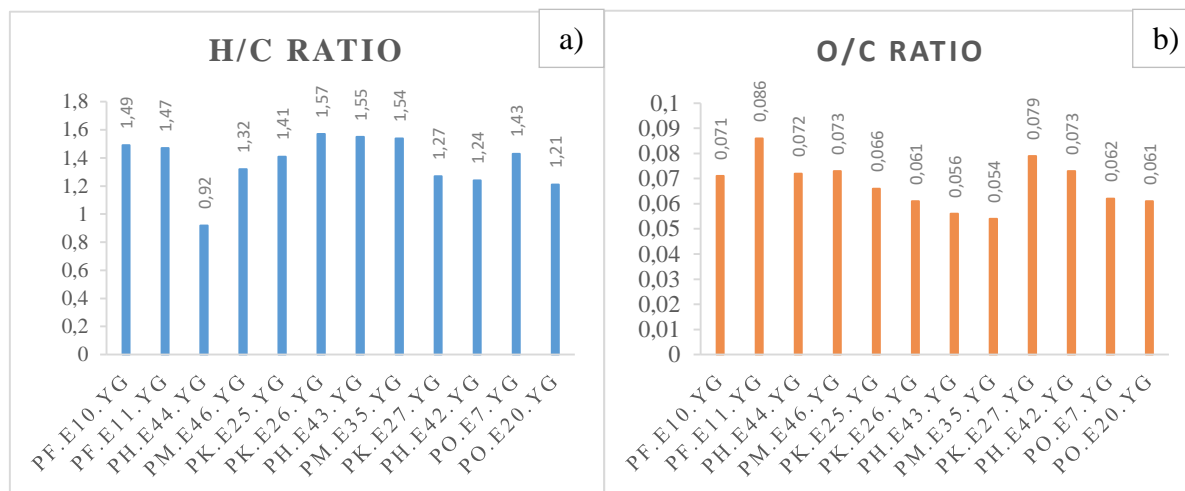 H/C RATIO
a)
1,8
1,6
1,4
1,2
1
0,8
0,6
0,4
0,2
0
1,49
1,47
0,92
1,32
1,41
1,57
1,55
1,54
1,27
1,24
1,43
1,21
PF.E10.YG
PF.E11.YG
PH.E44.YG
PM.E46.YG
PK.E25.YG
PK.E26.YG
PH.E43.YG
PM.E35.YG
PK.E27.YG
PH.E42.YG
PO.E7.YG
PO.E20.YG
O/C RATIO
b)
0,1
0,09
0,08
0,07
0,06
0,05
0,04
0,03
0,02
0,01
0
0,071
0,086
0,072
0,073
0,066
0,061
0,056
0,054
0,079
0,073
0,062
0,061
PF.E10.YG
PF.E11.YG
PH.E44.YG
PM.E46.YG
PK.E25.YG
PK.E26.YG
PH.E43.YG
PM.E35.YG
PK.E27.YG
PH.E42.YG
PO.E7.YG
PO.E20.YG